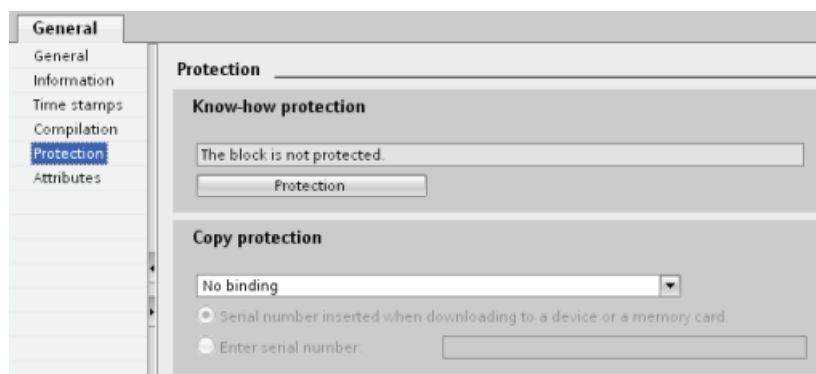 General
General
Information
Time stamps
Compilation
Protection
Attributes
Protection
Know-how protection
The block is not protected.
Protection
Copy protection
No binding
Serial number inserted when downloading to a device or a memory card.
Enter serial number: